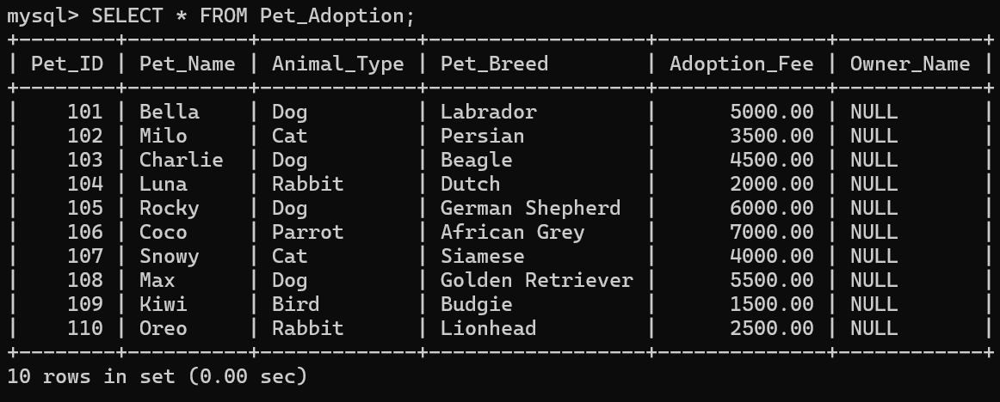 mysql> SELECT * FROM Pet_Adoption;
+--------+-----------+-------------+------------------+--------------+------------+
| Pet_ID | Pet_Name | Animal_Type | Pet_Breed | Adoption_Fee | Owner_Name |
+--------+-----------+-------------+------------------+--------------+------------+
| 101 | Bella | Dog | Labrador | 5000.00 | NULL |
| 102 | Milo | Cat | Persian | 3500.00 | NULL |
| 103 | Charlie | Dog | Beagle | 4500.00 | NULL |
| 104 | Luna | Rabbit | Dutch | 2000.00 | NULL |
| 105 | Rocky | Dog | German Shepherd | 6000.00 | NULL |
| 106 | Coco | Parrot | African Grey | 7000.00 | NULL |
| 107 | Snowy | Cat | Siamese | 4000.00 | NULL |
| 108 | Max | Dog | Golden Retriever | 5500.00 | NULL |
| 109 | Kiwi | Bird | Budgie | 1500.00 | NULL |
| 110 | Oreo | Rabbit | Lionhead | 2500.00 | NULL |
+--------+-----------+-------------+------------------+--------------+------------+
10 rows in set (0.00 sec)